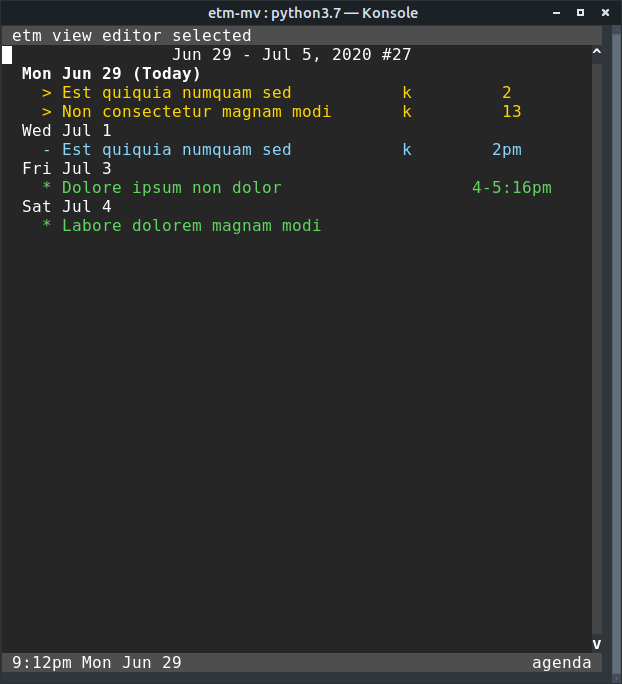 etm-mv : python3.7 — Konsole
etm view editor selected
Jun 29 - Jul 5, 2020 #27
Mon Jun 29 (Today)
> Est quiquia numquam sed k 2
> Non consectetur magnam modi k 13
Wed Jul 1
- Est quiquia numquam sed k 2pm
Fri Jul 3
* Dolore ipsum non dolor 4-5:16pm
Sat Jul 4
* Labore dolorem magnam modi
9:12pm Mon Jun 29 agenda